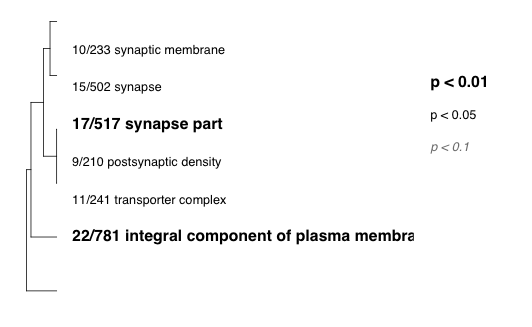 10/233 synaptic membrane
15/502 synapse
17/517 synapse part
9/210 postsynaptic density
11/241 transporter complex
22/781 integral component of plasma membra
p < 0.01
p < 0.05
p < 0.1